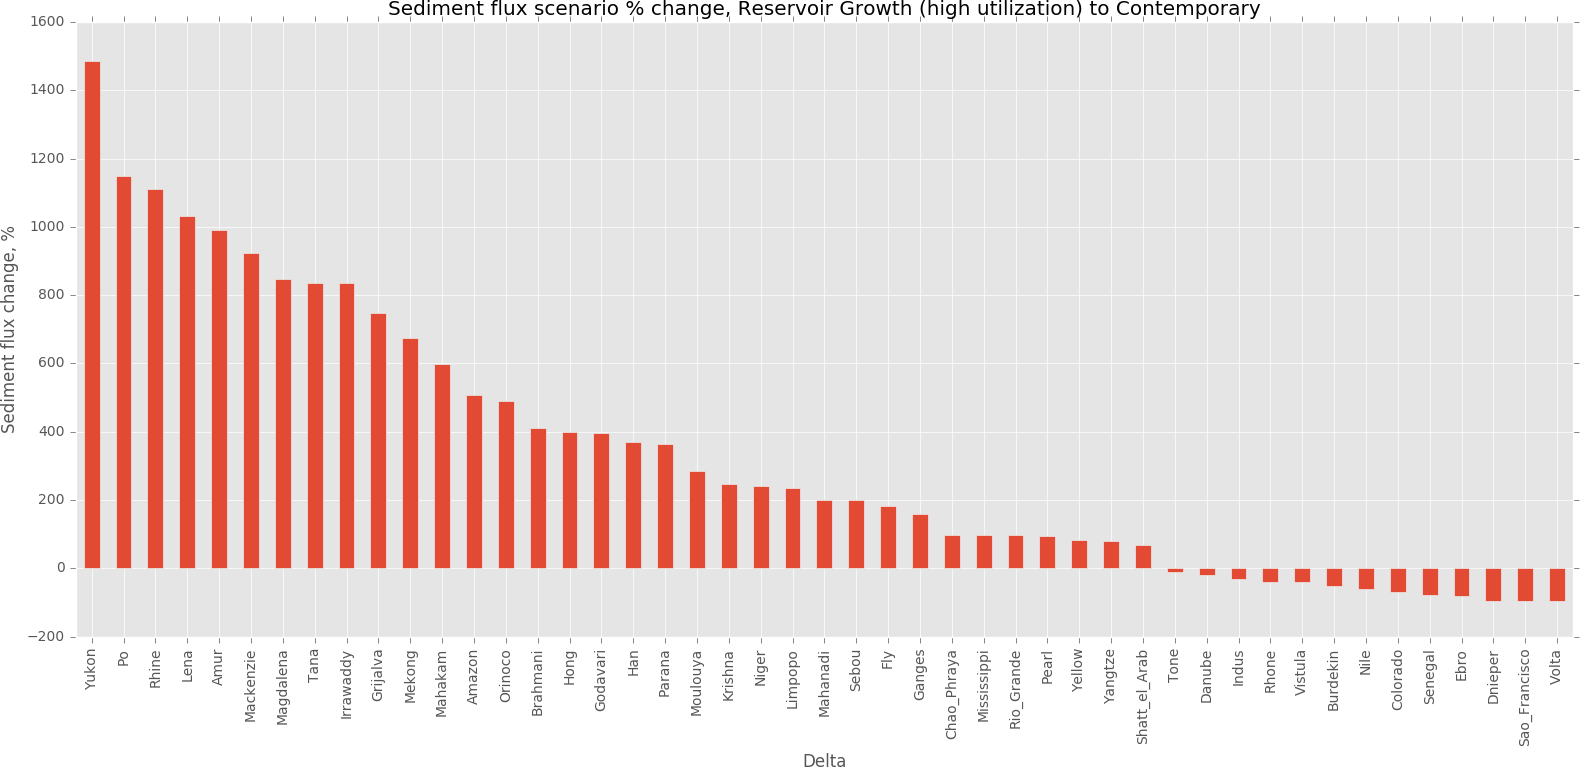 Sediment flux scenario % change, Reservoir Growth (high utilization) to Contemporary
1600
1400
1200
1000
800
600
400
200
0
−200
Sediment flux change, %
Yukon
Po
Rhine
Lena
Amur
Mackenzie
Magdalena
Tana
Irrawaddy
Grijalva
Mekong
Mahakam
Amazon
Orinoco
Brahmani
Hong
Godavari
Han
Parana
Moulouya
Krishna
Niger
Limpopo
Mahanadi
Sebou
Fly
Ganges
Chao_Phraya
Mississippi
Rio_Grande
Pearl
Yellow
Yangtze
Shatt_el_Arab
Tone
Danube
Indus
Rhone
Vistula
Burdekin
Nile
Colorado
Senegal
Ebro
Dnieper
Sao_Francisco
Volta
Delta